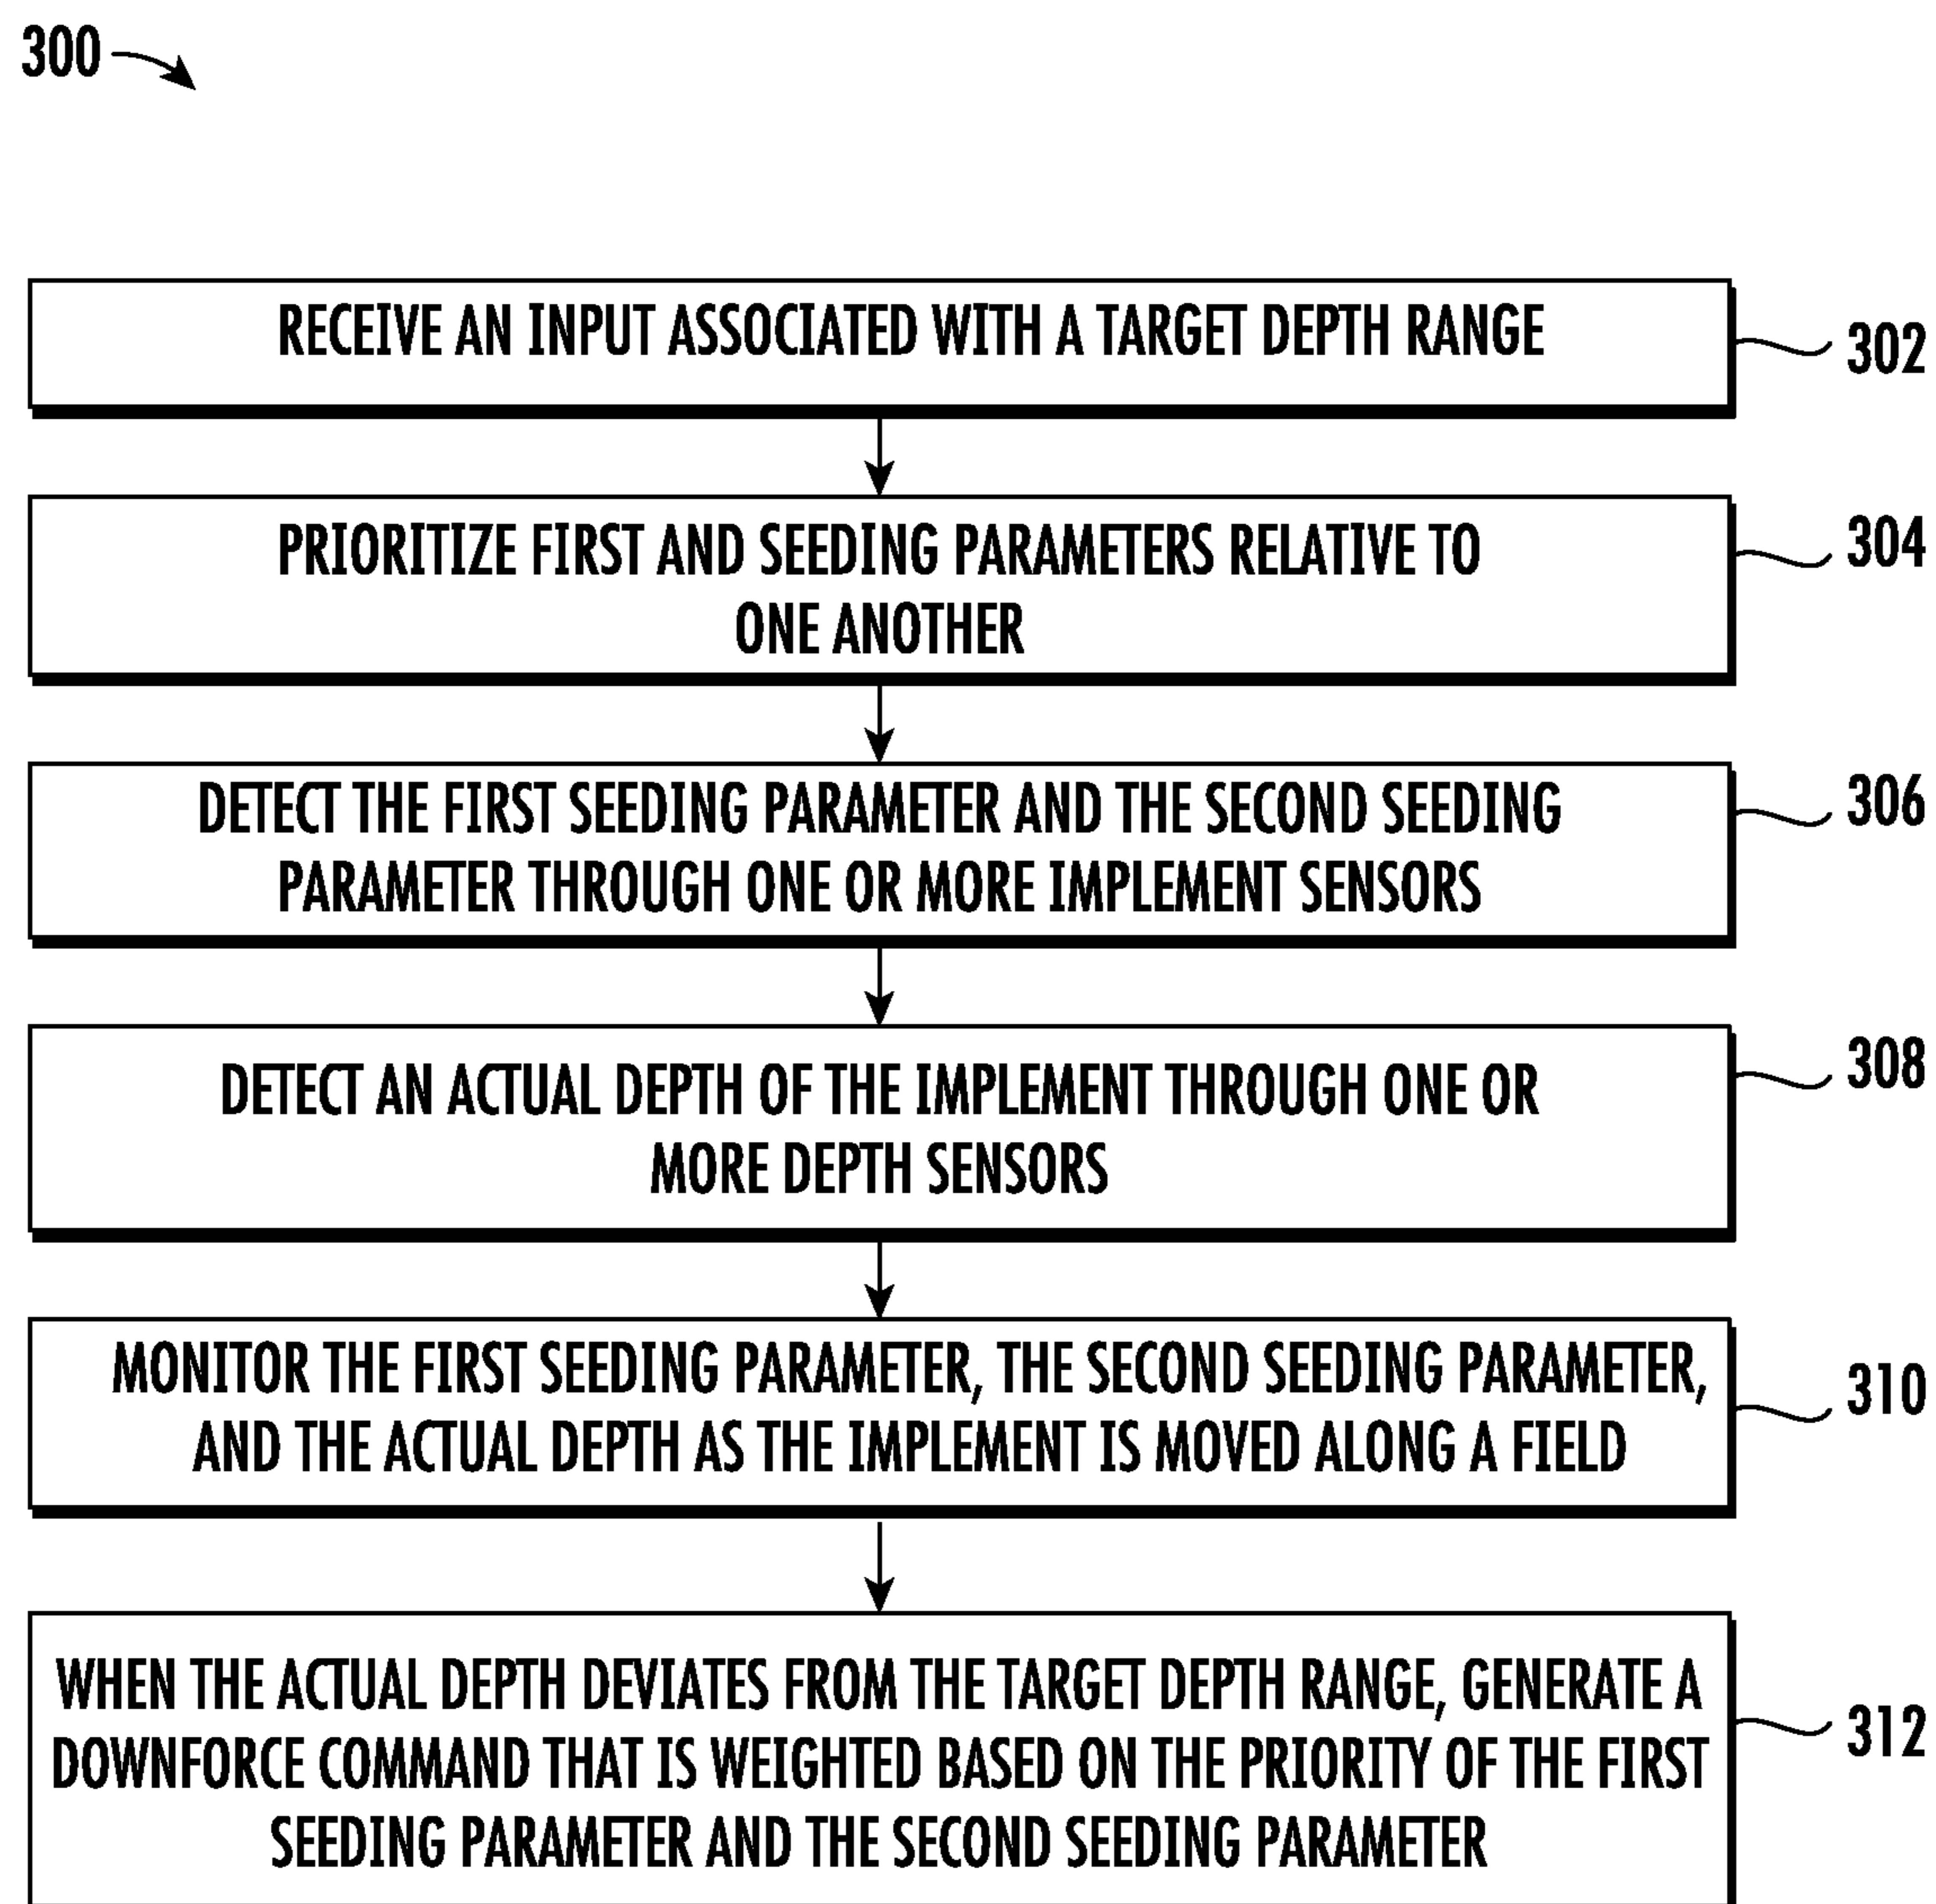 300
RECEIVE AN INPUT ASSOCIATED WITH A TARGET DEPTH RANGE
302
PRIORITIZE FIRST AND SEEDING PARAMETERS RELATIVE TO
ONE ANOTHER
304
DETECT THE FIRST SEEDING PARAMETER AND THE SECOND SEEDING
PARAMETER THROUGH ONE OR MORE IMPLEMENT SENSORS
306
DETECT AN ACTUAL DEPTH OF THE IMPLEMENT THROUGH ONE OR
MORE DEPTH SENSORS
308
MONITOR THE FIRST SEEDING PARAMETER, THE SECOND SEEDING PARAMETER,
AND THE ACTUAL DEPTH AS THE IMPLEMENT IS MOVED ALONG A FIELD
310
WHEN THE ACTUAL DEPTH DEVIATES FROM THE TARGET DEPTH RANGE, GENERATE A
DOWNFORCE COMMAND THAT IS WEIGHTED BASED ON THE PRIORITY OF THE FIRST
SEEDING PARAMETER AND THE SECOND SEEDING PARAMETER
312